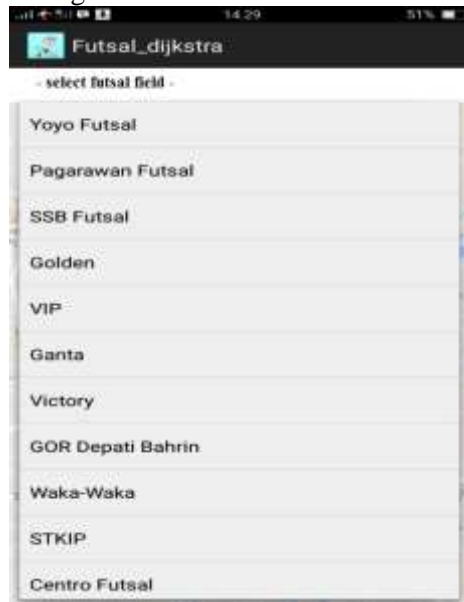 14.29
51%
Futsal_dijkstra
- select futsal field -
Yoyo Futsal
Pagarawan Futsal
SSB Futsal
Golden
VIP
Ganta
Victory
GOR Depati Bahrin
Waka-Waka
STKIP
Centro Futsal